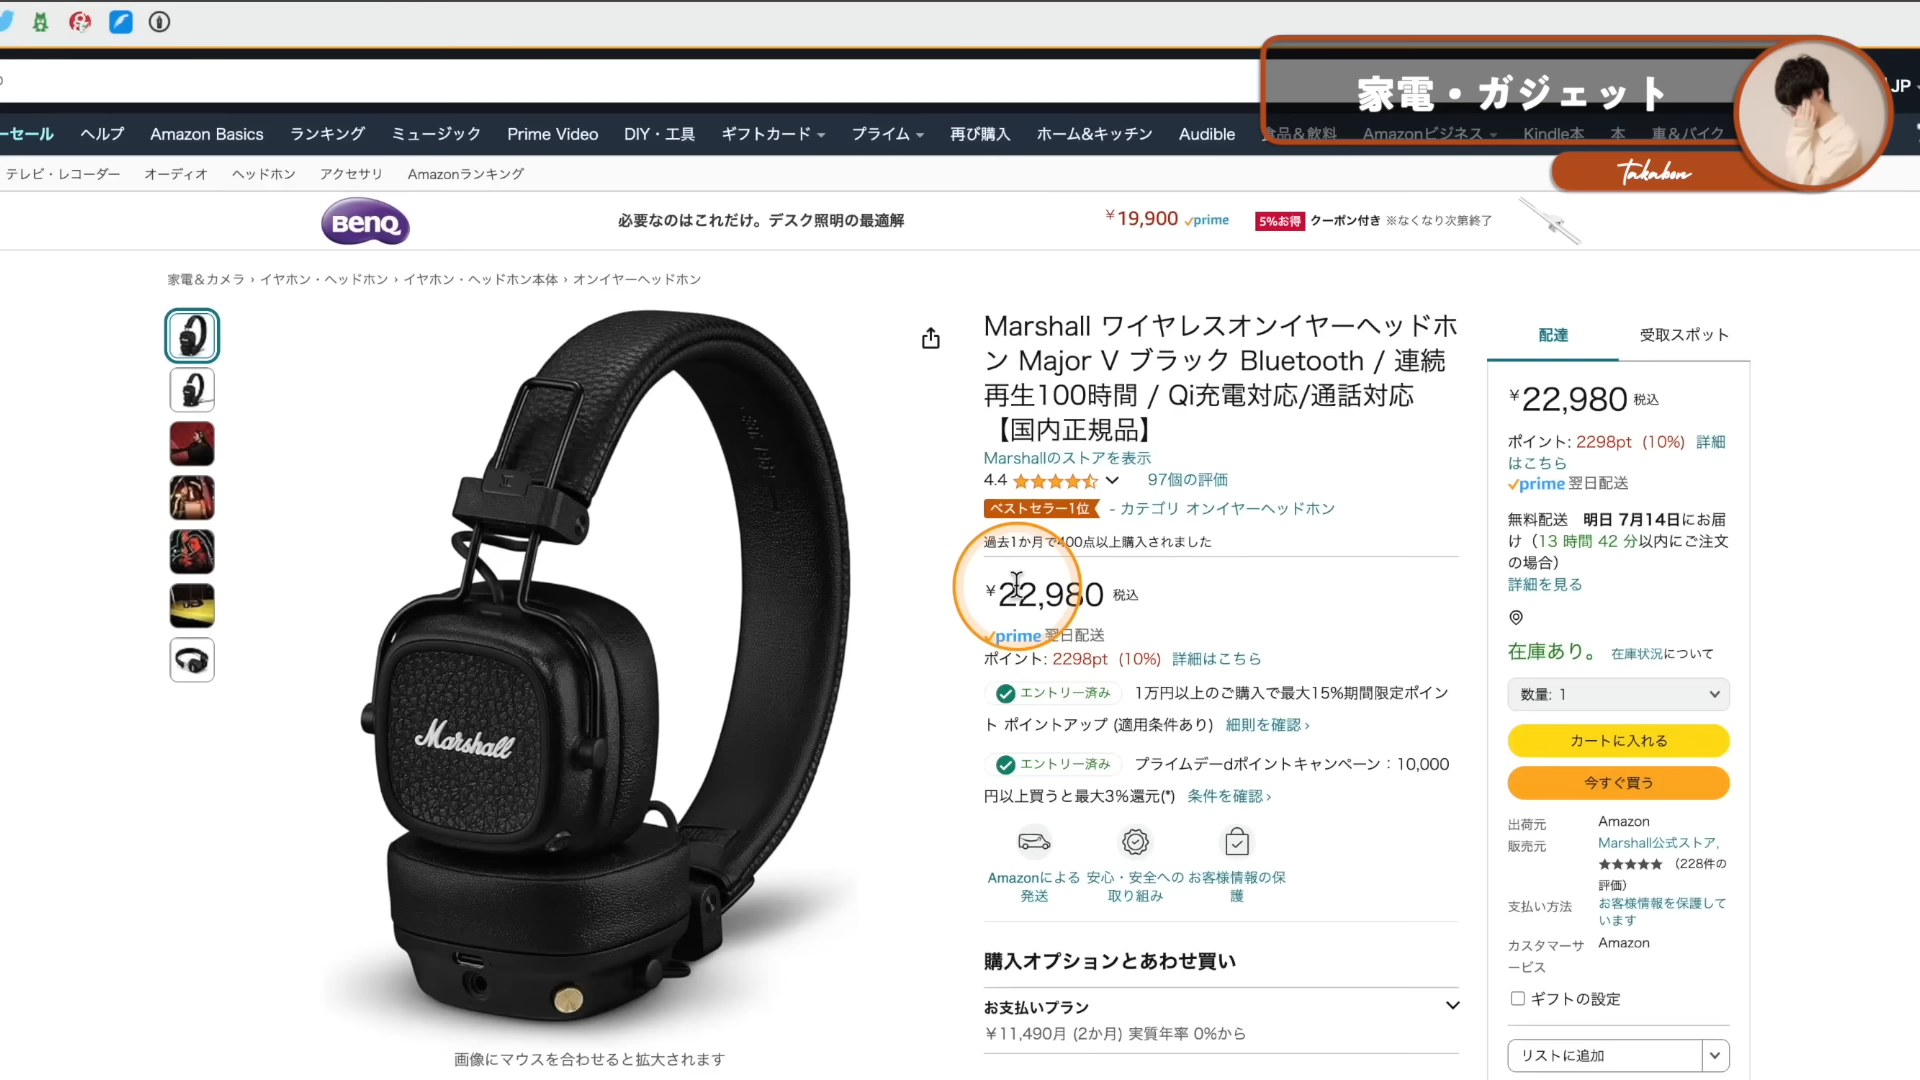 家電・ガジェット
JP
Takabon
ーセール ヘルプ Amazon Basics ランキング ミュージック Prime Video DIY・工具 ギフトカード プライム 再び購入 ホーム&キッチン Audible 食品&飲料 Amazonビジネス Kindle本 本 車&バイク
テレビ・レコーダー オーディオ ヘッドホン アクセサリ Amazonランキング
BenQ 必要なのはこれだけ。デスク照明の最適解 ¥19,900 prime 5%お得 クーポン付き ※なくなり次第終了
家電&カメラ › イヤホン・ヘッドホン › イヤホン・ヘッドホン本体 › オンイヤーヘッドホン
Marshall
画像にマウスを合わせると拡大されます
Marshall ワイヤレスオンイヤーヘッドホ
ン Major V ブラック Bluetooth / 連続
再生100時間 / Qi充電対応/通話対応
【国内正規品】
Marshallのストアを表示
4.4 97個の評価
ベストセラー1位 - カテゴリ オンイヤーヘッドホン
過去1か月で400点以上購入されました
¥22,980 税込
prime 翌日配送
ポイント: 2298pt (10%) 詳細はこちら
エントリー済み 1万円以上のご購入で最大15%期間限定ポイン
ト ポイントアップ (適用条件あり) 細則を確認 ›
エントリー済み プライムデーdポイントキャンペーン：10,000
円以上買うと最大3%還元(*) 条件を確認 ›
Amazonによる 安心・安全への お客様情報の保
発送 取り組み 護
購入オプションとあわせ買い
お支払いプラン
¥11,490月 (2か月) 実質年率 0%から
配達 受取スポット
¥22,980 税込
ポイント: 2298pt (10%) 詳細
はこちら
prime 翌日配送
無料配送 明日 7月14日にお届
け（13 時間 42 分以内にご注文
の場合）
詳細を見る
在庫あり。 在庫状況について
数量: 1
カートに入れる
今すぐ買う
出荷元 Amazon
販売元 Marshall公式ストア,
★★★★★ （228件の
評価）
支払い方法 お客様情報を保護して
います
カスタマーサ Amazon
ービス
ギフトの設定
リストに追加